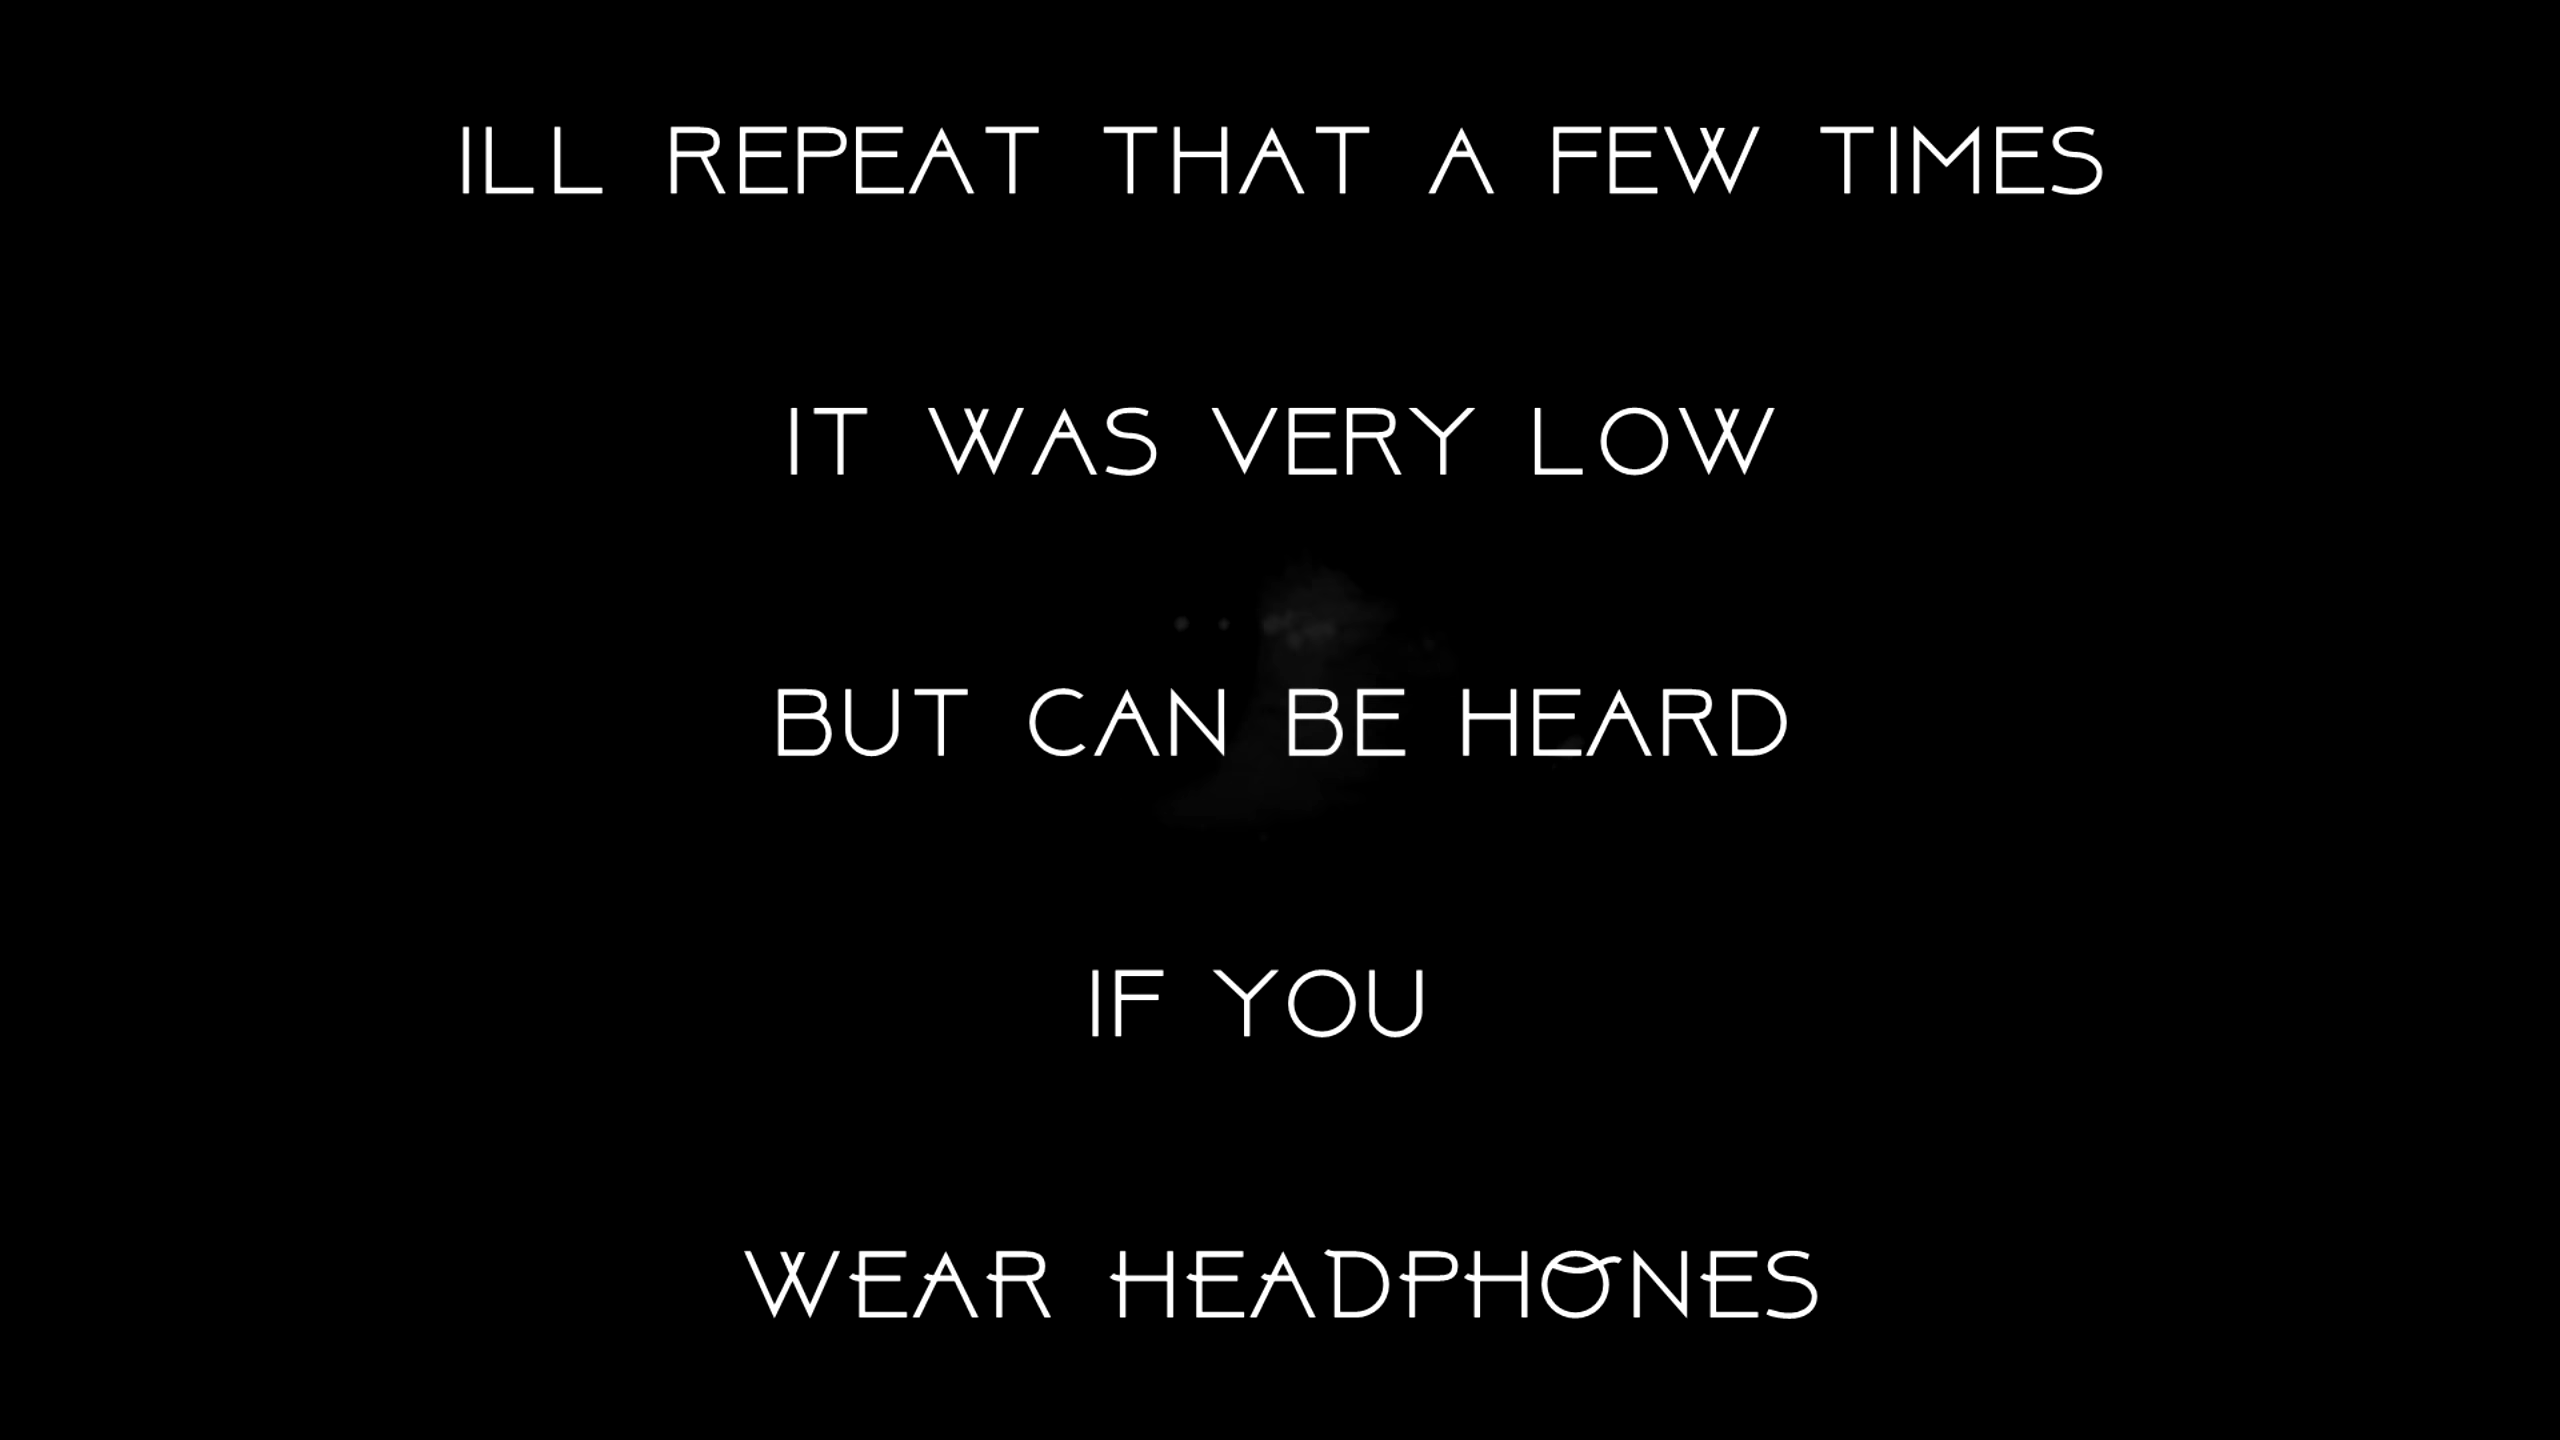 ILL REPEAT THAT A FEW TIMES
IT WAS VERY LOW
BUT CAN BE HEARD
IF YOU
WEAR HEADPHONES